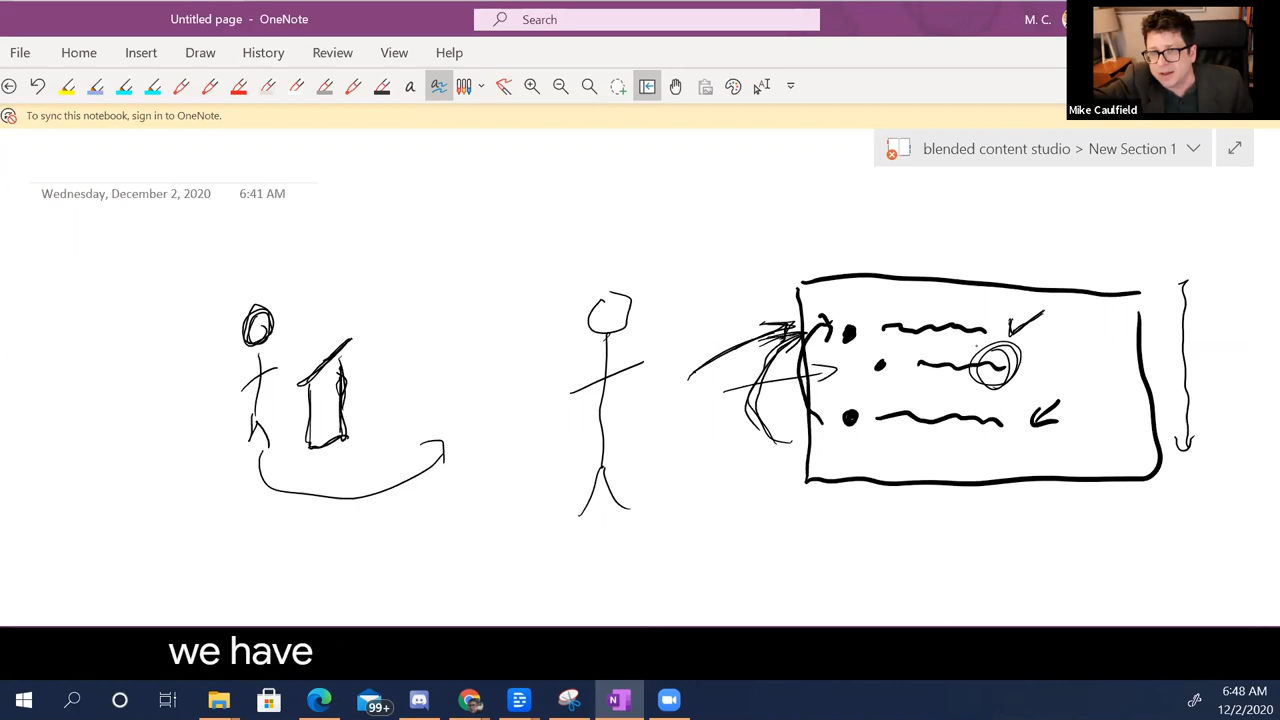 Untitled page - OneNote
Search
M. C.
Mike Caulfield
File Home Insert Draw History Review View Help
To sync this notebook, sign in to OneNote.
blended content studio > New Section 1
Wednesday, December 2, 2020 6:41 AM
we have
99+
6:48 AM
12/2/2020